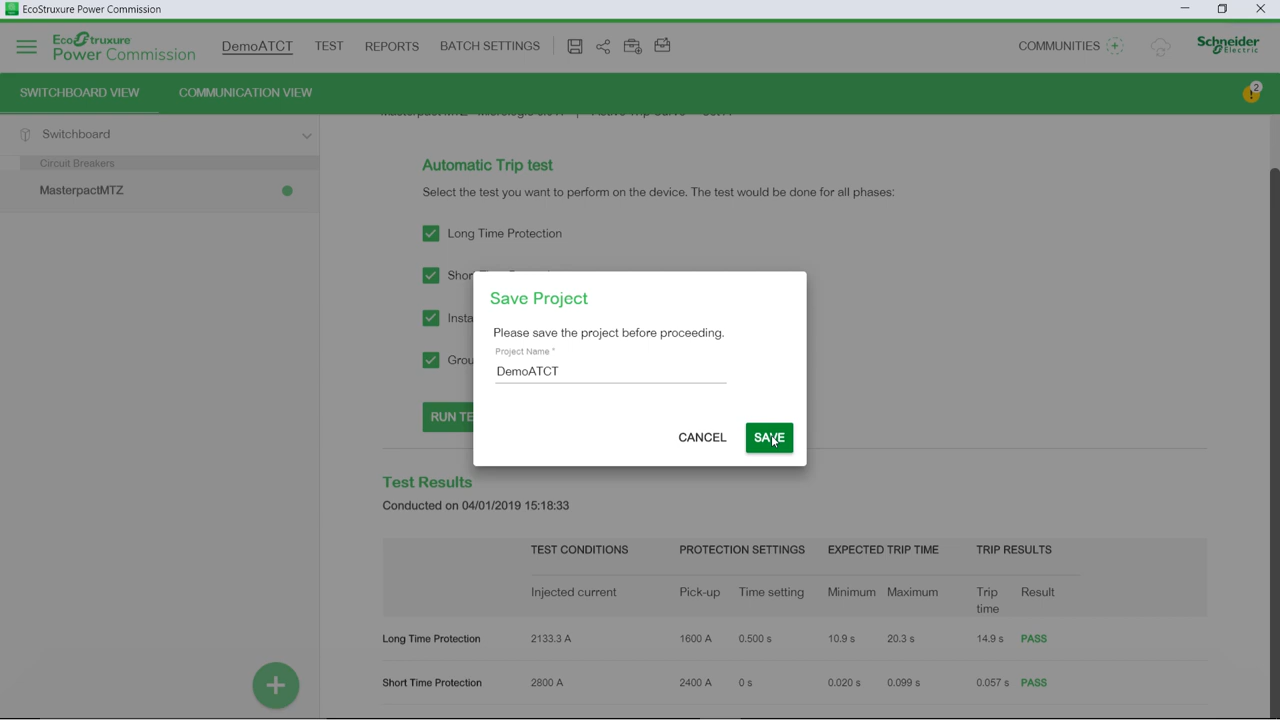 EcoStruxure Power Commission
EcoStruxure
Power Commission
DemoATCT
TEST
REPORTS
BATCH SETTINGS
COMMUNITIES
Schneider
Electric
SWITCHBOARD VIEW
COMMUNICATION VIEW
2
Switchboard
Circuit Breakers
MasterpactMTZ
Automatic Trip test
Select the test you want to perform on the device. The test would be done for all phases:
Long Time Protection
Shor
Insta
Grou
RUN TE
Save Project
Please save the project before proceeding.
Project Name *
DemoATCT
CANCEL
SAVE
Test Results
Conducted on 04/01/2019 15:18:33
TEST CONDITIONS PROTECTION SETTINGS EXPECTED TRIP TIME TRIP RESULTS
Injected current Pick-up Time setting Minimum Maximum Trip time Result
Long Time Protection 2133.3 A 1600 A 0.500 s 10.9 s 20.3 s 14.9 s PASS
Short Time Protection 2800 A 2400 A 0 s 0.020 s 0.099 s 0.057 s PASS